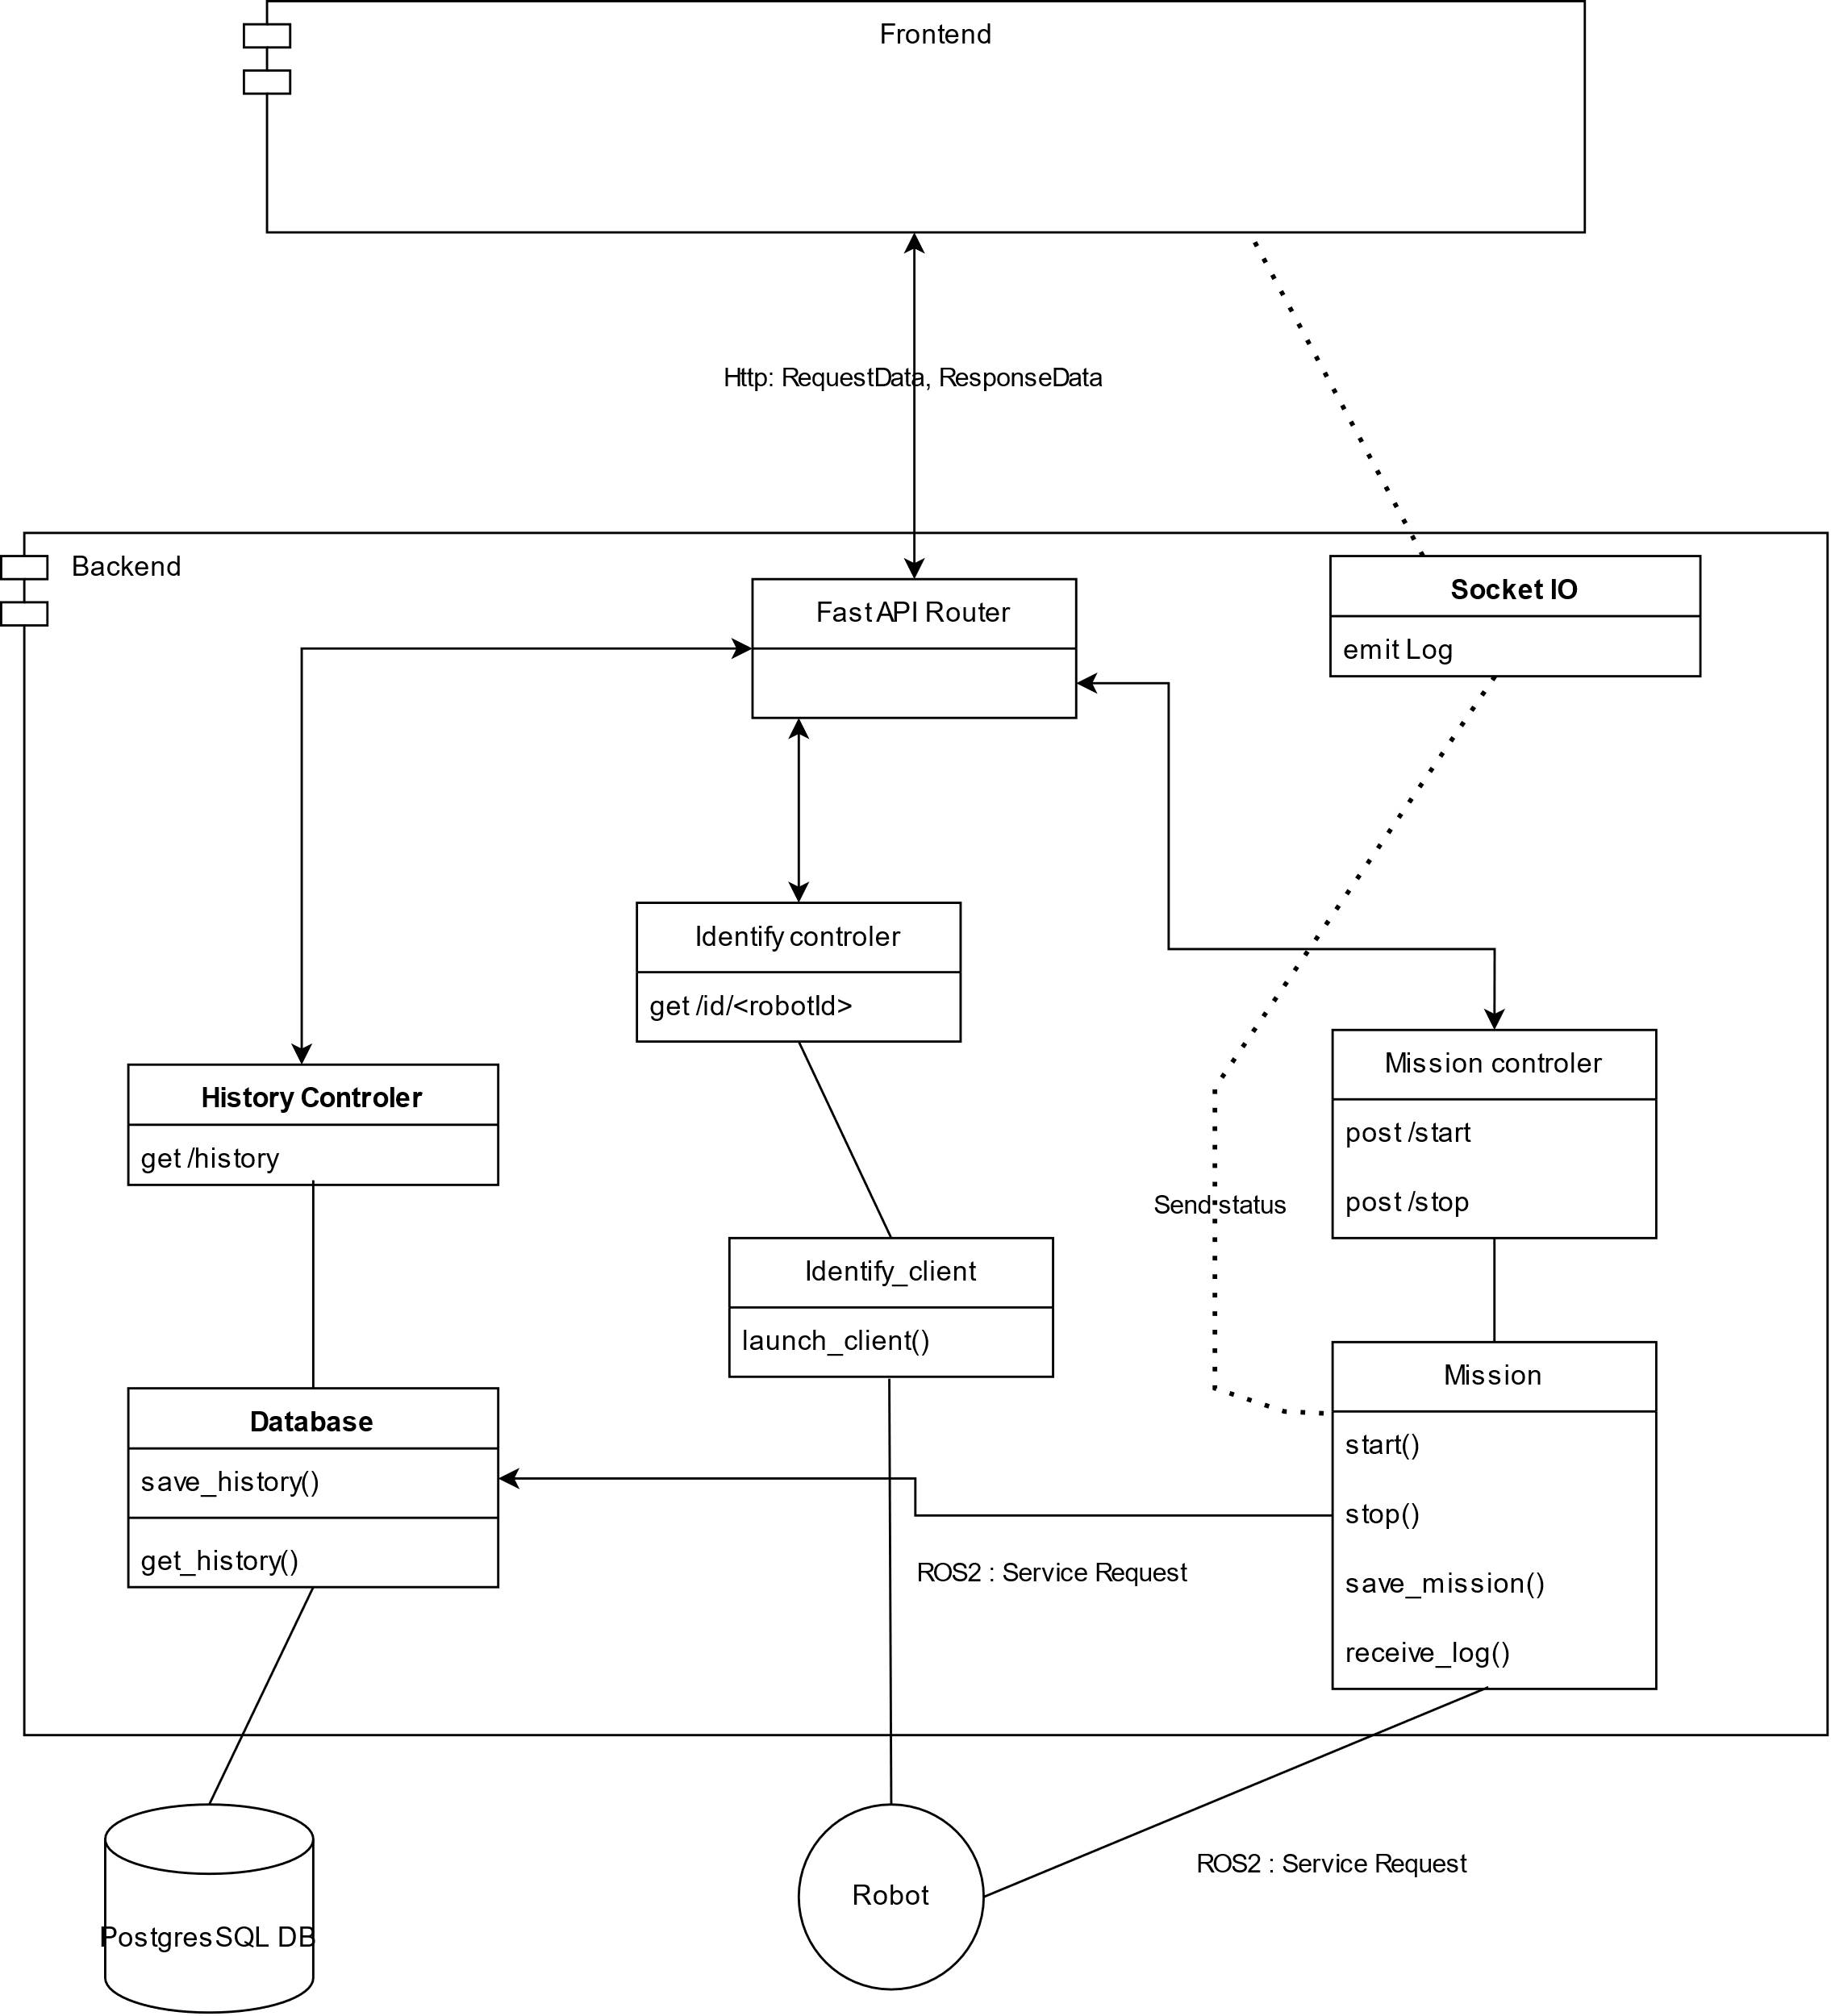 Frontend
Http: RequestData, ResponseData
Backend
Fast API Router
Socket IO
emit Log
Identify controler
get /id/<robotId>
Mission controler
post /start
post /stop
History Controler
get /history
Send status
Identify_client
launch_client()
Mission
start()
stop()
save_mission()
receive_log()
Database
save_history()
get_history()
ROS2 : Service Request
ROS2 : Service Request
Robot
PostgresSQL DB